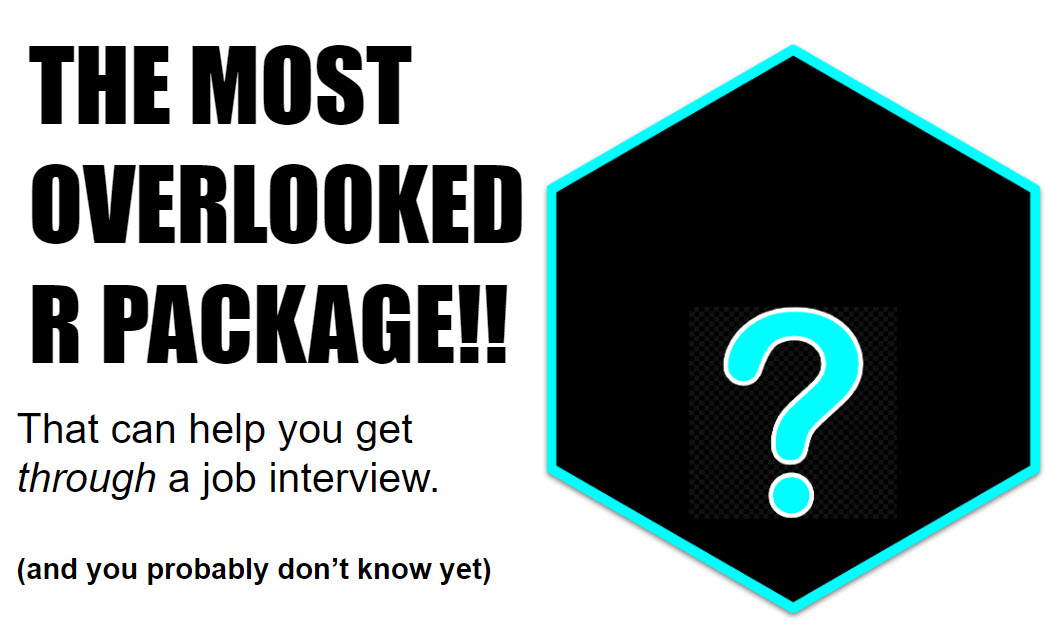 THE MOST
OVERLOOKED
R PACKAGE!!
That can help you get
through a job interview.
(and you probably don’t know yet)
?